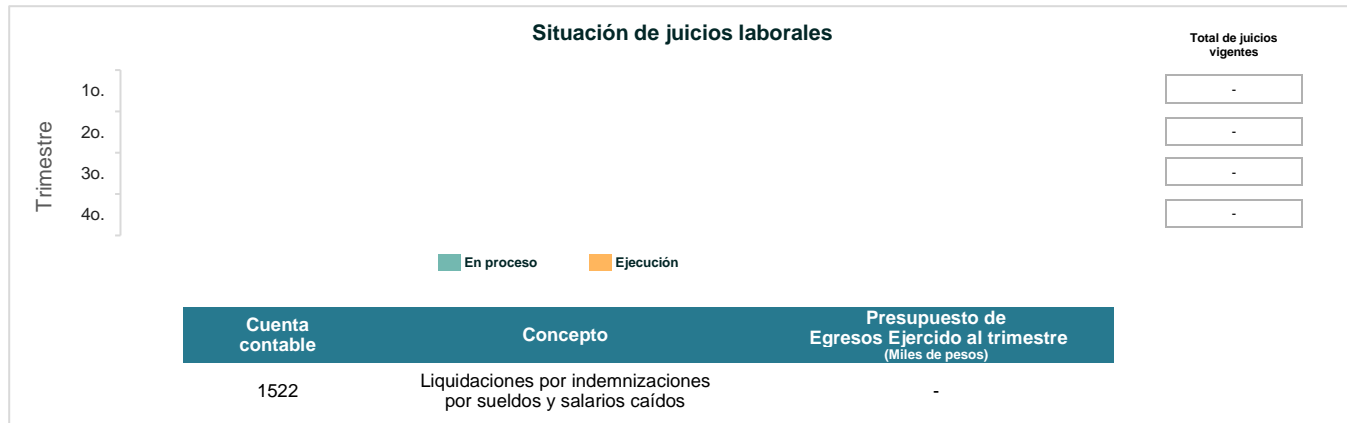 Situación de juicios laborales
Total de juicios
vigentes
Trimestre
1o.
-
2o.
-
3o.
-
4o.
-
En proceso
Ejecución
Cuenta
contable
Concepto
Presupuesto de
Egresos Ejercido al trimestre
(Miles de pesos)
1522
Liquidaciones por indemnizaciones
por sueldos y salarios caídos
-